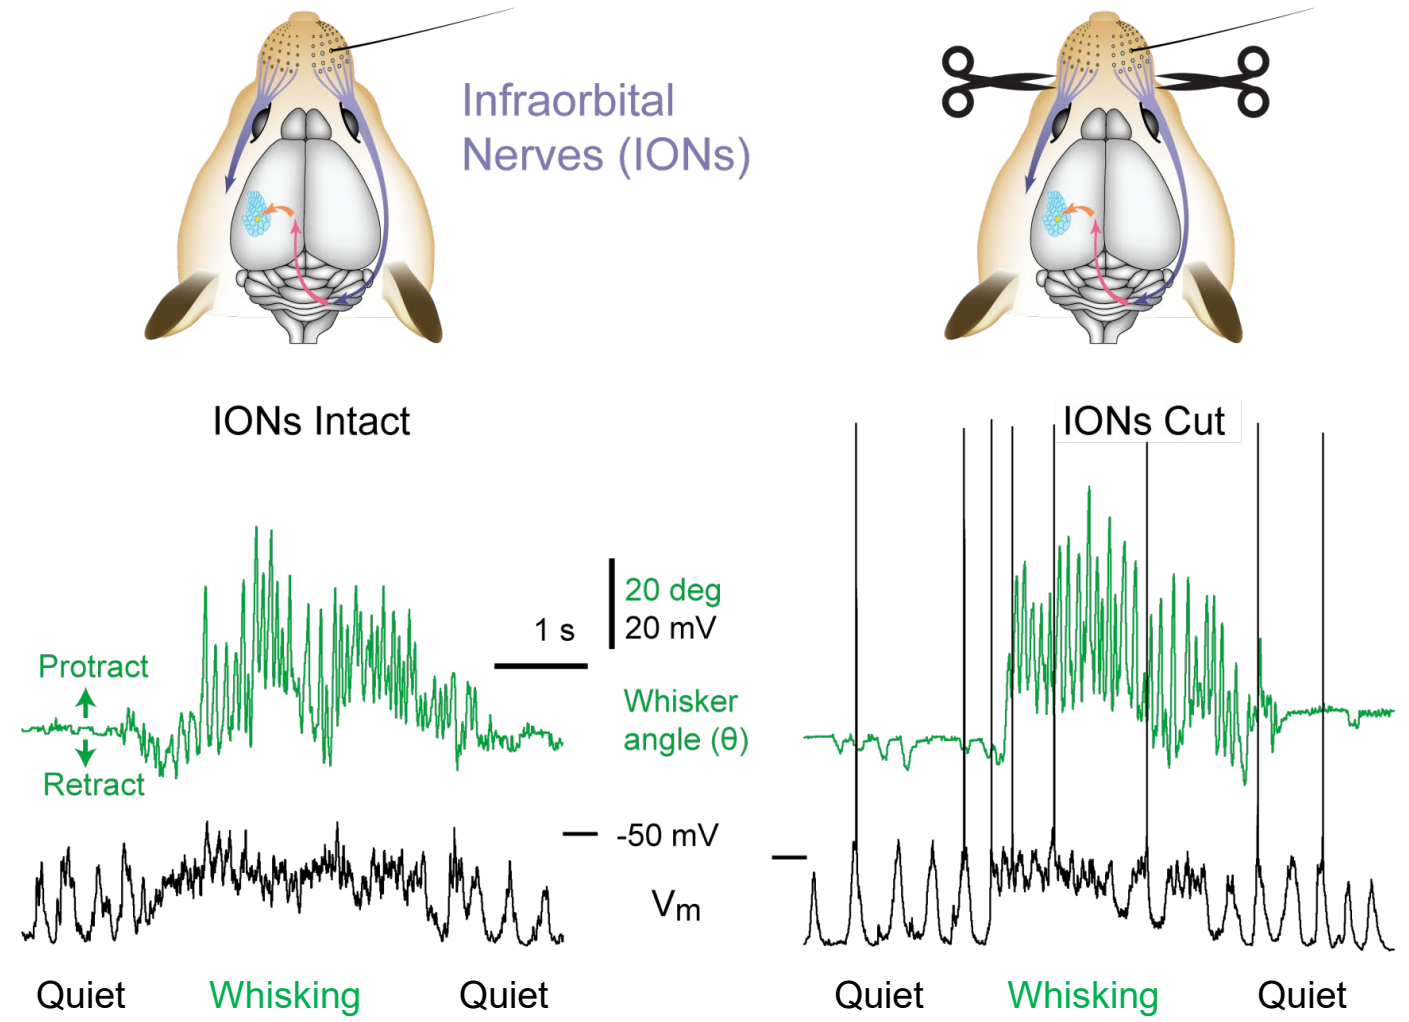 Infraorbital
Nerves (IONs)
IONs Intact
IONs Cut
20 deg
1 s
20 mV
Protract
Retract
Whisker
angle (θ)
-50 mV
Vm
Quiet
Whisking
Quiet
Quiet
Whisking
Quiet